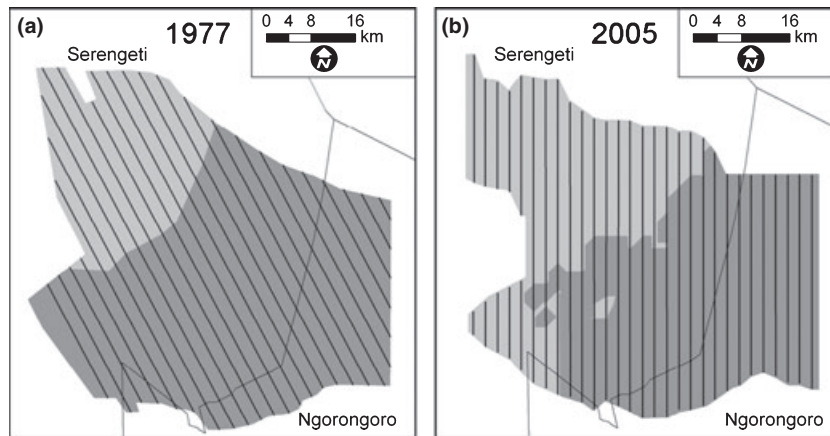 (a)
1977
0 4 8 16
km
N
Serengeti
Ngorongoro
(b)
2005
0 4 8 16
km
N
Serengeti
Ngorongoro